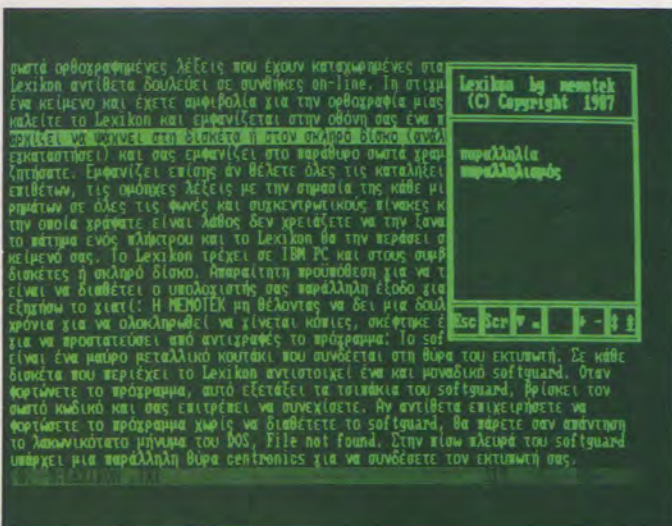 σωστά ορθογραφημένες λέξεις που έχουν καταχωρημένες στα
Lexikon αντίθετα δουλεύει σε συνθήκες on-line. Τη στιγμ
ένα κείμενο και έχετε αμφιβολία για την ορθογραφία μιας
καλείτε το Lexikon και εμφανίζεται στην οθόνη σας ένα π
αρχίζει να ψάχνει στη δισκέτα ή στον σκληρό δίσκο (ανάλ
εγκαταστήσει) και σας εμφανίζει στο παράθυρο σωστά γραμ
ζητήσατε. Εμφανίζει επίσης άν θέλετε όλες τις καταλήξει
επιθέτων, τις ομόηχες λέξεις με την σημασία της κάθε μι
ρημάτων σε όλες τις φωνές και συγκεντρωτικούς πίνακες κ
την οποία γράψατε είναι λάθος δεν χρειάζετε να την ξανα
το πάτημα ενός πλήκτρου και το Lexikon θα την περάσει σ
κείμενό σας. Το Lexikon τρέχει σε IBM PC και στους συμβ
δισκέτες ή σκληρό δίσκο. Απαραίτητη προϋπόθεση για να τ
είναι να διαθέτει ο υπολογιστής σας παράλληλη έξοδο για
εξηγήσω το γιατί: Η MEMOTEK μη θέλοντας να δει μια δουλ
χρόνια για να ολοκληρωθεί να γίνεται κόπιες, σκέφτηκε έ
για να προστατεύσει από αντιγραφές το πρόγραμμα: Το sof
είναι ένα μαύρο μεταλλικό κουτάκι που συνδέεται στη θύρα του εκτυπωτή. Σε κάθε
δισκέτα που περιέχει το Lexikon αντιστοιχεί ένα και μοναδικό softguard. Οταν
φορτώνετε το πρόγραμμα, αυτό εξετάζει τα τσιπάκια του softguard, βρίσκει τον
σωστό κωδικό και σας επιτρέπει να συνεχίσετε. Αν αντίθετα επιχειρήσετε να
φορτώσετε το πρόγραμμα χωρίς να διαθέτετε το softguard, θα πάρετε σαν απάντηση
το λακωνικότατο μήνυμα του DOS, File not found. Στην πίσω πλευρά του softguard
υπάρχει μια παράλληλη θύρα centronics για να συνδέσετε τον εκτυπωτή σας.
Lexikon by memotek
(C) Copyright 1987
παραλληλία
παραλληλισμός
Esc Scr